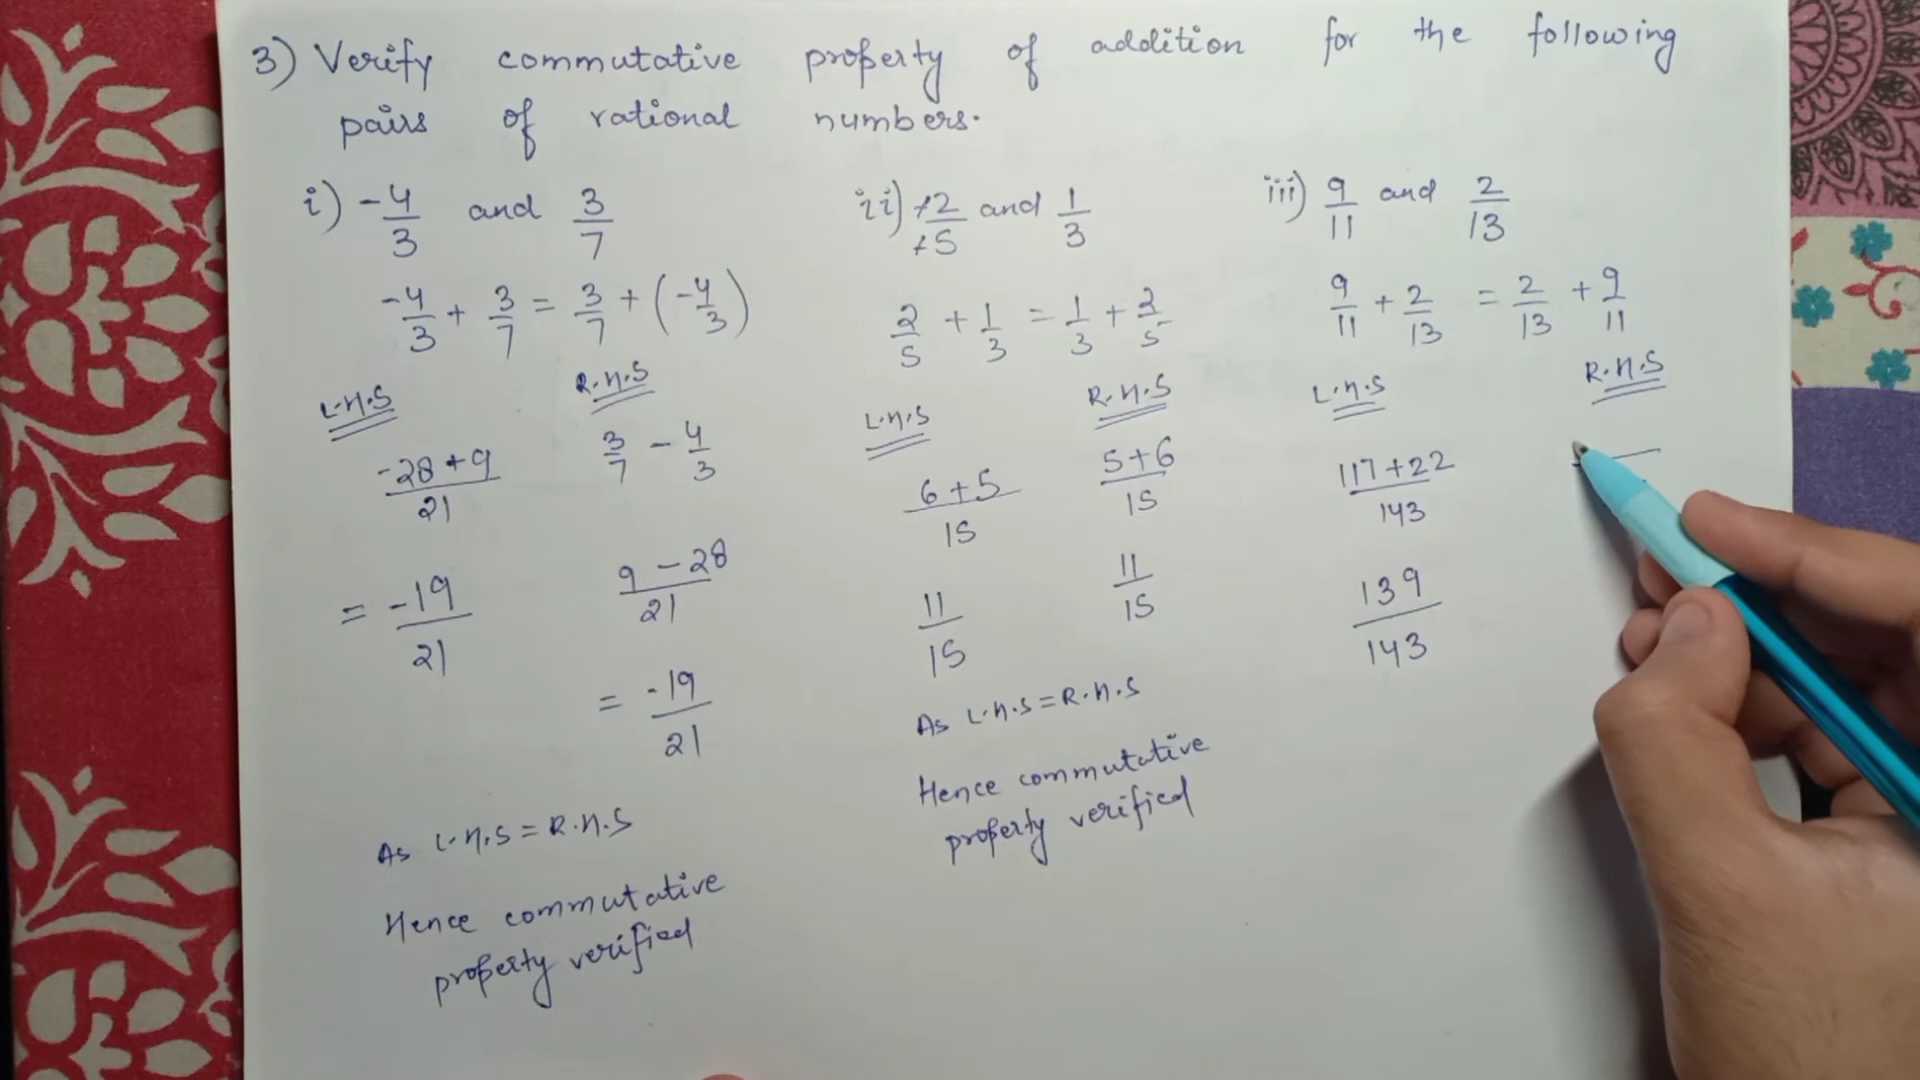 3) Verify commutative property of addition for the following
pairs of rational numbers.
i) -4/3 and 3/7
-4/3 + 3/7 = 3/7 + (-4/3)
L.H.S
R.H.S
-28+9/21
3/7 - 4/3
= -19/21
9-28/21
= -19/21
As L.H.S = R.H.S
Hence commutative
property verified
ii) -2/-5 and 1/3
2/5 + 1/3 = 1/3 + 2/5
L.H.S
R.H.S
6+5/15
5+6/15
11/15
11/15
As L.H.S = R.H.S
Hence commutative
property verified
iii) 9/11 and 2/13
9/11 + 2/13 = 2/13 + 9/11
L.H.S
R.H.S
117+22/143
139/143